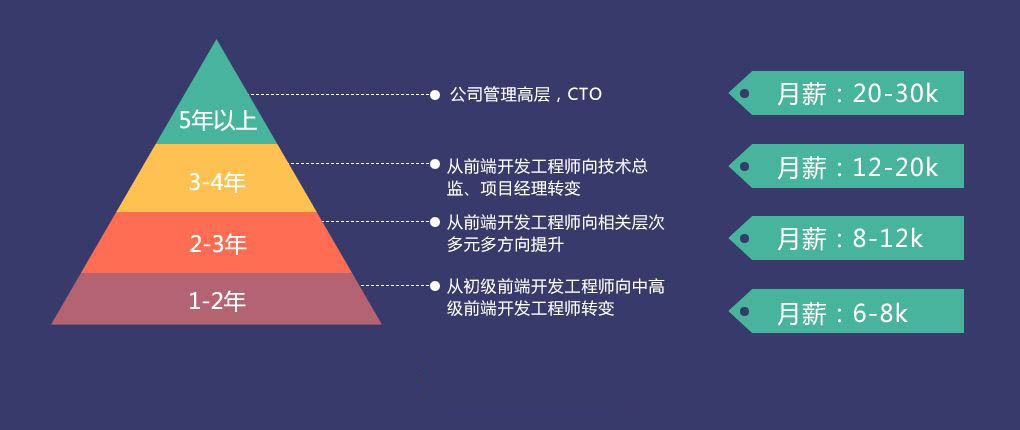 5年以上
公司管理高层，CTO
月薪：20-30k
3-4年
从前端开发工程师向技术总
监、项目经理转变
月薪：12-20k
2-3年
从前端开发工程师向相关层次
多元多方向提升
月薪：8-12k
1-2年
从初级前端开发工程师向中高
级前端开发工程师转变
月薪：6-8k